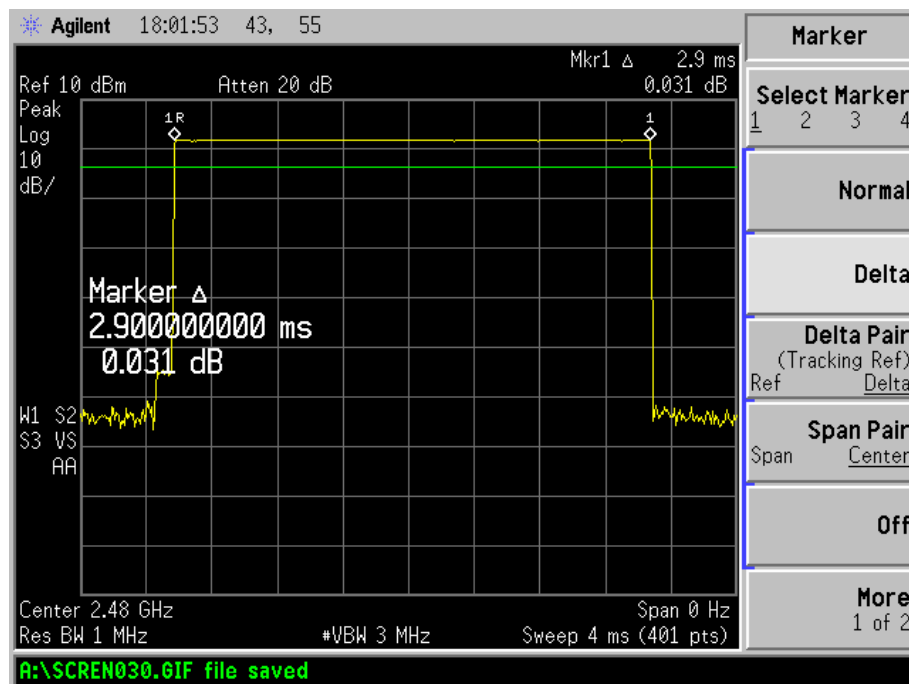 Agilent 18:01:53 43, 55
Mkr1 Δ 2.9 ms
Ref 10 dBm Atten 20 dB 0.031 dB
Peak
Log
10
dB/
1R 1
Marker Δ
2.900000000 ms
0.031 dB
W1 S2
S3 VS
AA
Center 2.48 GHz Span 0 Hz
Res BW 1 MHz #VBW 3 MHz Sweep 4 ms (401 pts)
A:\SCREN030.GIF file saved
Marker
Select Marker
1 2 3 4
Normal
Delta
Delta Pair
(Tracking Ref)
Ref Delta
Span Pair
Span Center
Off
More
1 of 2